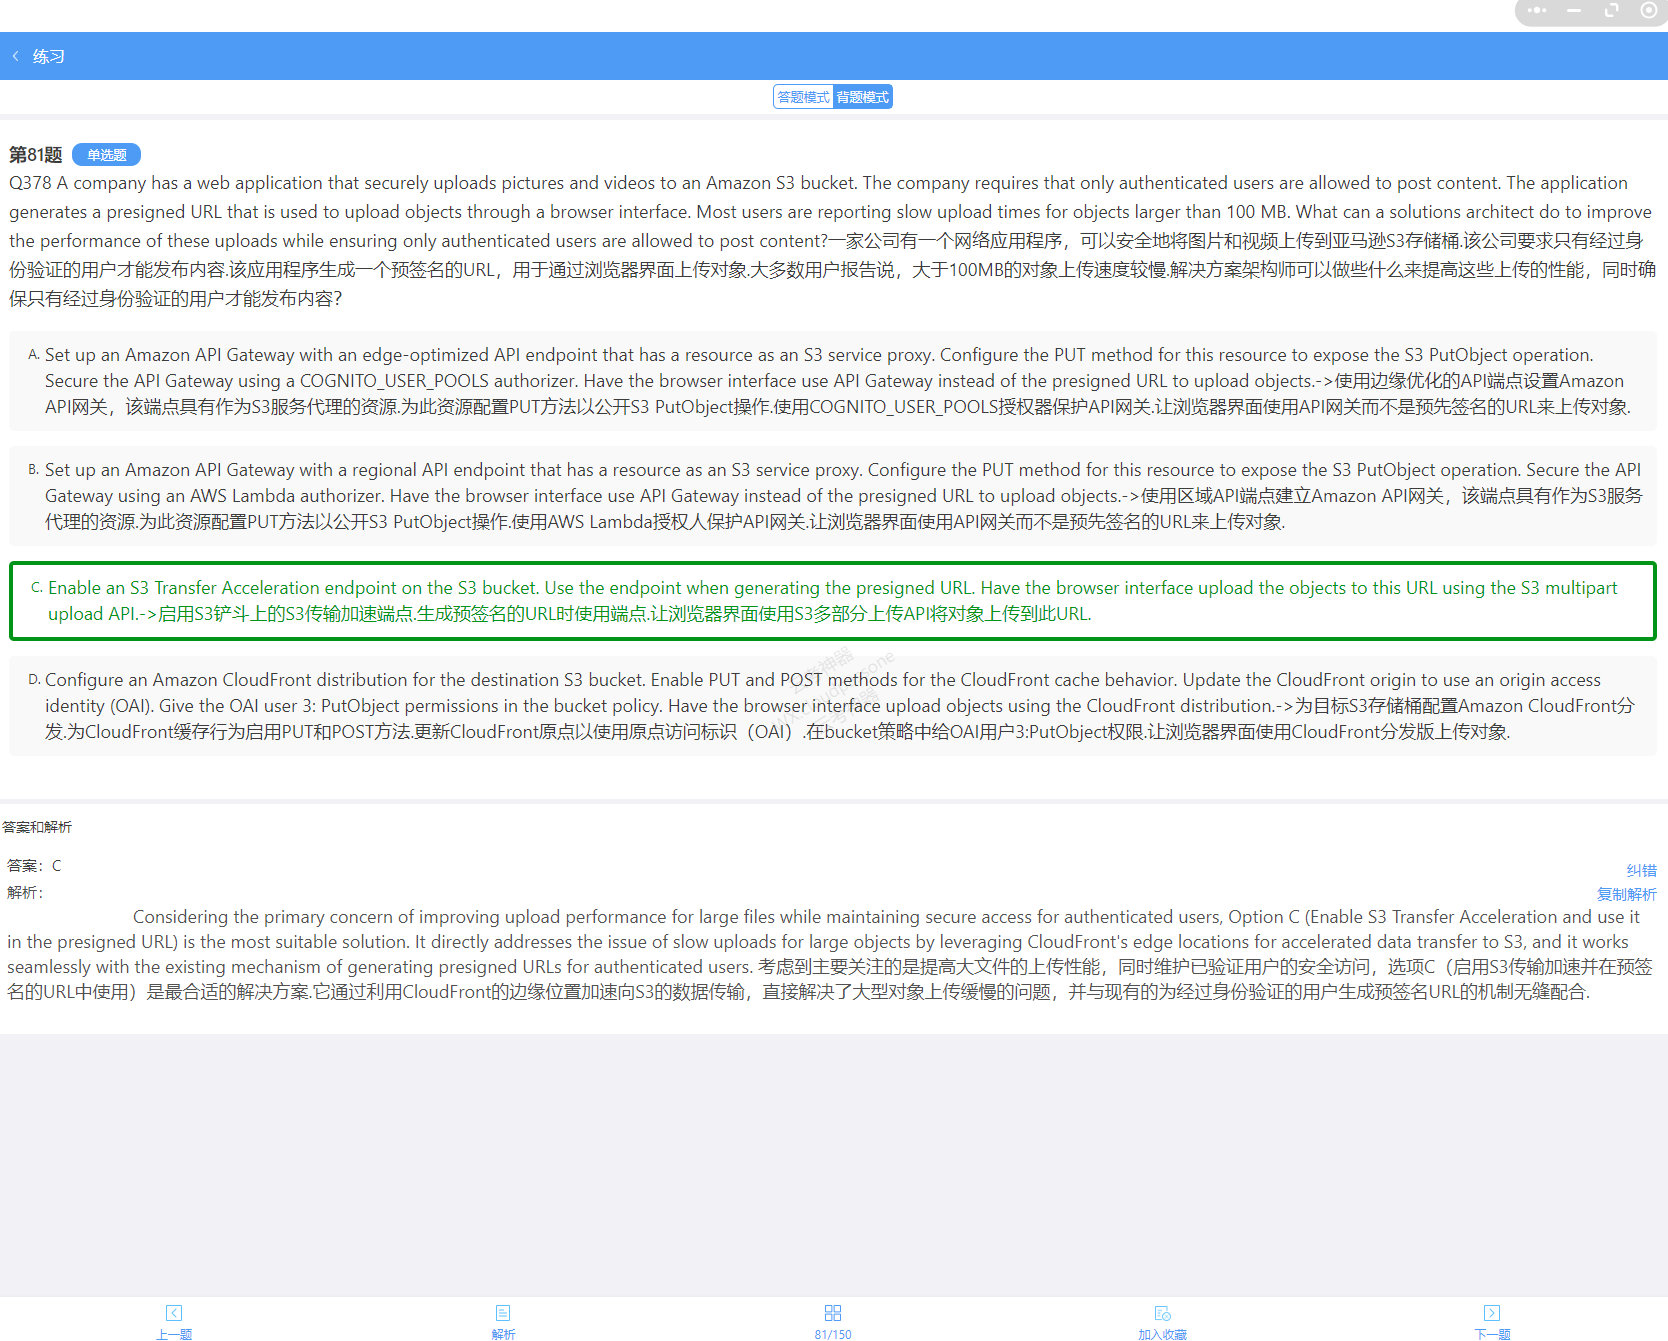 练习
答题模式 背题模式
第81题 单选题
Q378 A company has a web application that securely uploads pictures and videos to an Amazon S3 bucket. The company requires that only authenticated users are allowed to post content. The application
generates a presigned URL that is used to upload objects through a browser interface. Most users are reporting slow upload times for objects larger than 100 MB. What can a solutions architect do to improve
the performance of these uploads while ensuring only authenticated users are allowed to post content?一家公司有一个网络应用程序，可以安全地将图片和视频上传到亚马逊S3存储桶.该公司要求只有经过身
份验证的用户才能发布内容.该应用程序生成一个预签名的URL，用于通过浏览器界面上传对象.大多数用户报告说，大于100MB的对象上传速度较慢.解决方案架构师可以做些什么来提高这些上传的性能，同时确
保只有经过身份验证的用户才能发布内容？
A. Set up an Amazon API Gateway with an edge-optimized API endpoint that has a resource as an S3 service proxy. Configure the PUT method for this resource to expose the S3 PutObject operation.
Secure the API Gateway using a COGNITO_USER_POOLS authorizer. Have the browser interface use API Gateway instead of the presigned URL to upload objects.->使用边缘优化的API端点设置Amazon
API网关，该端点具有作为S3服务代理的资源.为此资源配置PUT方法以公开S3 PutObject操作.使用COGNITO_USER_POOLS授权器保护API网关.让浏览器界面使用API网关而不是预先签名的URL来上传对象.
B. Set up an Amazon API Gateway with a regional API endpoint that has a resource as an S3 service proxy. Configure the PUT method for this resource to expose the S3 PutObject operation. Secure the API
Gateway using an AWS Lambda authorizer. Have the browser interface use API Gateway instead of the presigned URL to upload objects.->使用区域API端点建立Amazon API网关，该端点具有作为S3服务
代理的资源.为此资源配置PUT方法以公开S3 PutObject操作.使用AWS Lambda授权人保护API网关.让浏览器界面使用API网关而不是预先签名的URL来上传对象.
C. Enable an S3 Transfer Acceleration endpoint on the S3 bucket. Use the endpoint when generating the presigned URL. Have the browser interface upload the objects to this URL using the S3 multipart
upload API.->启用S3铲斗上的S3传输加速端点.生成预签名的URL时使用端点.让浏览器界面使用S3多部分上传API将对象上传到此URL.
D. Configure an Amazon CloudFront distribution for the destination S3 bucket. Enable PUT and POST methods for the CloudFront cache behavior. Update the CloudFront origin to use an origin access
identity (OAI). Give the OAI user 3: PutObject permissions in the bucket policy. Have the browser interface upload objects using the CloudFront distribution.->为目标S3存储桶配置Amazon CloudFront分
发.为CloudFront缓存行为启用PUT和POST方法.更新CloudFront原点以使用原点访问标识（OAI）.在bucket策略中给OAI用户3:PutObject权限.让浏览器界面使用CloudFront分发版上传对象.
答案和解析
答案：C
纠错
解析：
复制解析
Considering the primary concern of improving upload performance for large files while maintaining secure access for authenticated users, Option C (Enable S3 Transfer Acceleration and use it
in the presigned URL) is the most suitable solution. It directly addresses the issue of slow uploads for large objects by leveraging CloudFront's edge locations for accelerated data transfer to S3, and it works
seamlessly with the existing mechanism of generating presigned URLs for authenticated users. 考虑到主要关注的是提高大文件的上传性能，同时维护已验证用户的安全访问，选项C（启用S3传输加速并在预签
名的URL中使用）是最合适的解决方案.它通过利用CloudFront的边缘位置加速向S3的数据传输，直接解决了大型对象上传缓慢的问题，并与现有的为经过身份验证的用户生成预签名URL的机制无缝配合.
上一题 解析 81/150 加入收藏 下一题